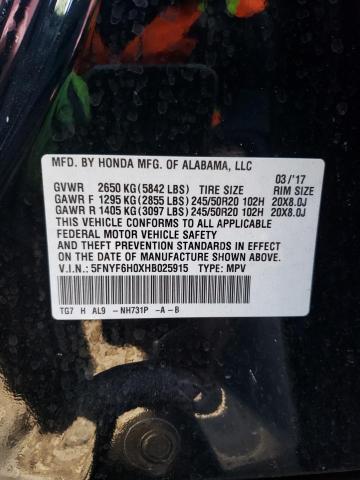 MFD. BY HONDA MFG. OF ALABAMA, LLC
03/'17
GVWR 2650 KG (5842 LBS) TIRE SIZE RIM SIZE
GAWR F 1295 KG (2855 LBS) 245/50R20 102H 20X8.0J
GAWR R 1405 KG (3097 LBS) 245/50R20 102H 20X8.0J
THIS VEHICLE CONFORMS TO ALL APPLICABLE
FEDERAL MOTOR VEHICLE SAFETY
AND THEFT PREVENTION STANDARDS IN EFFECT
ON THE DATE OF MANUFACTURE SHOWN ABOVE.
V.I.N.: 5FNYF6H0XHB025915 TYPE: MPV
TG7 H AL9 - NH731P - A - B